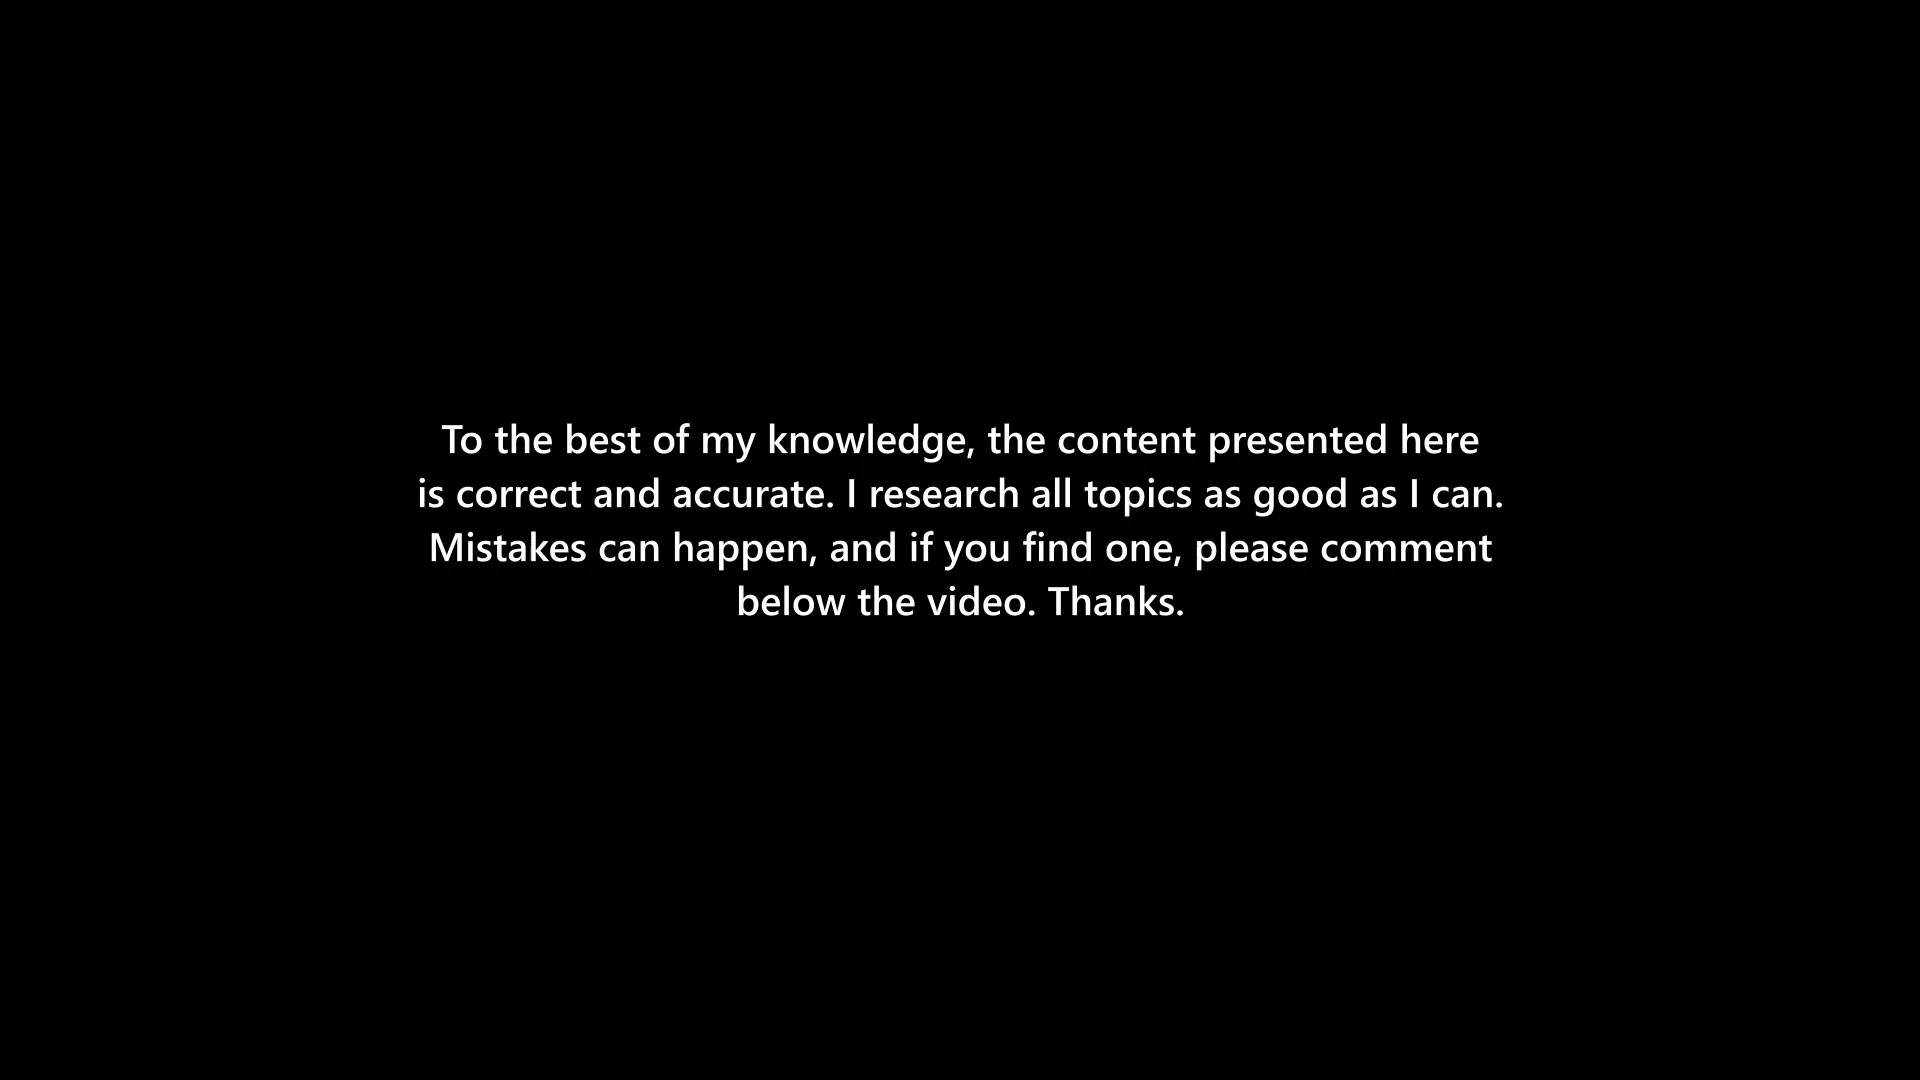 To the best of my knowledge, the content presented here
is correct and accurate. I research all topics as good as I can.
Mistakes can happen, and if you find one, please comment
below the video. Thanks.